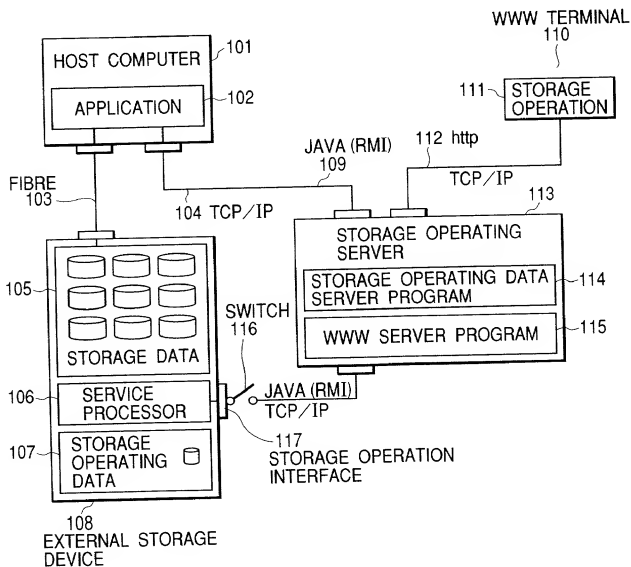 WWW TERMINAL
110
101
HOST COMPUTER
102
APPLICATION
111
STORAGE
OPERATION
112 http
JAVA (RMI)
109
TCP/IP
FIBRE
103
104 TCP/IP
113
STORAGE OPERATING
SERVER
STORAGE OPERATING DATA
SERVER PROGRAM
114
WWW SERVER PROGRAM
115
105
STORAGE DATA
SWITCH
116
106
SERVICE
PROCESSOR
JAVA (RMI)
TCP/IP
107
STORAGE
OPERATING
DATA
117
STORAGE OPERATION
INTERFACE
108
EXTERNAL STORAGE
DEVICE